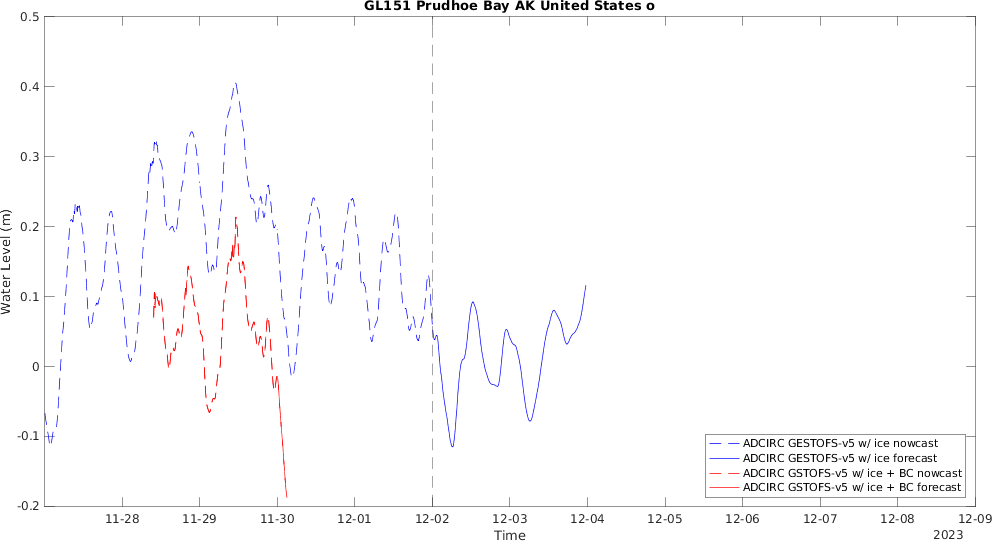 GL151 Prudhoe Bay AK United States o
0.5
0.4
0.3
0.2
0.1
0
-0.1
-0.2
Water Level (m)
11-28 11-29 11-30 12-01 12-02 12-03 12-04 12-05 12-06 12-07 12-08 12-09
Time
2023
ADCIRC GESTOFS-v5 w/ ice nowcast
ADCIRC GESTOFS-v5 w/ ice forecast
ADCIRC GSTOFS-v5 w/ ice + BC nowcast
ADCIRC GSTOFS-v5 w/ ice + BC forecast